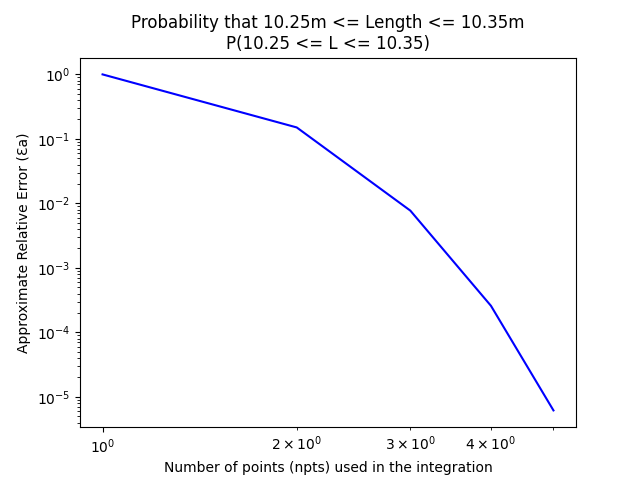 Probability that 10.25m <= Length <= 10.35m
P(10.25 <= L <= 10.35)
10⁰
10⁻¹
10⁻²
10⁻³
10⁻⁴
10⁻⁵
Approximate Relative Error (Ɛa)
10⁰
2 × 10⁰
3 × 10⁰
4 × 10⁰
Number of points (npts) used in the integration